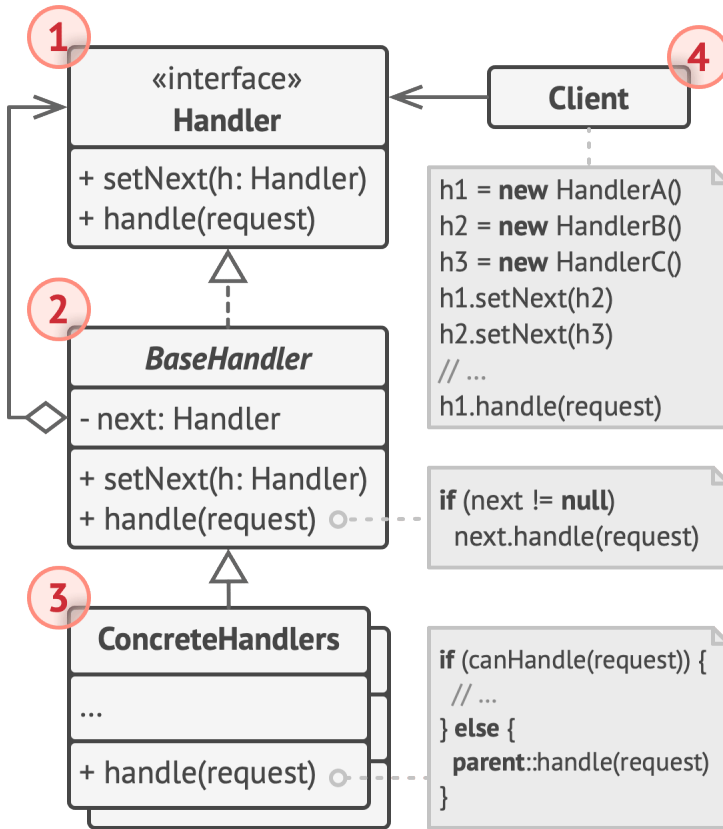 1
«interface»
Handler
+ setNext(h: Handler)
+ handle(request)
4
Client
h1 = new HandlerA()
h2 = new HandlerB()
h3 = new HandlerC()
h1.setNext(h2)
h2.setNext(h3)
// ...
h1.handle(request)
2
BaseHandler
- next: Handler
+ setNext(h: Handler)
+ handle(request)
if (next != null)
next.handle(request)
3
ConcreteHandlers
...
+ handle(request)
if (canHandle(request)) {
// ...
} else {
parent::handle(request)
}